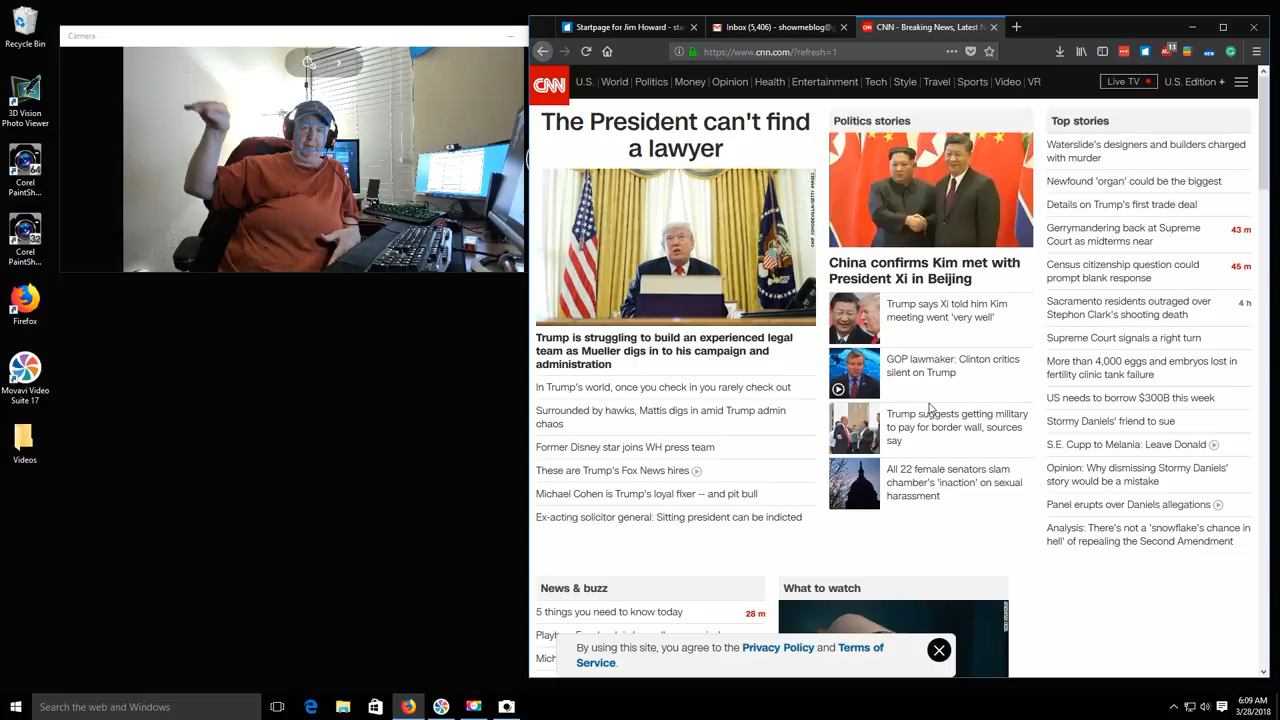 Recycle Bin
3D Vision
Photo Viewer
Corel
PaintSh...
Corel
PaintSh...
Firefox
Movavi Video
Suite 17
Videos
Camera
Startpage for Jim Howard - sta
Inbox (5,406) - showmeblog@g
CNN - Breaking News, Latest N
https://www.cnn.com/?refresh=1
11
NEW
CNN
U.S.
World
Politics
Money
Opinion
Health
Entertainment
Tech
Style
Travel
Sports
Video
VR
Live TV
U.S. Edition +
The President can't find
a lawyer
Trump is struggling to build an experienced legal
team as Mueller digs in to his campaign and
administration
In Trump's world, once you check in you rarely check out
Surrounded by hawks, Mattis digs in amid Trump admin
chaos
Former Disney star joins WH press team
These are Trump's Fox News hires
Michael Cohen is Trump's loyal fixer -- and pit bull
Ex-acting solicitor general: Sitting president can be indicted
Politics stories
China confirms Kim met with
President Xi in Beijing
Trump says Xi told him Kim
meeting went 'very well'
GOP lawmaker: Clinton critics
silent on Trump
Trump suggests getting military
to pay for border wall, sources
say
All 22 female senators slam
chamber's 'inaction' on sexual
harassment
Top stories
Waterslide's designers and builders charged
with murder
Newfound 'organ' could be the biggest
Details on Trump's first trade deal
Gerrymandering back at Supreme
Court as midterms near
43 m
Census citizenship question could
prompt blank response
45 m
Sacramento residents outraged over
Stephon Clark's shooting death
4 h
Supreme Court signals a right turn
More than 4,000 eggs and embryos lost in
fertility clinic tank failure
US needs to borrow $300B this week
Stormy Daniels' friend to sue
S.E. Cupp to Melania: Leave Donald
Opinion: Why dismissing Stormy Daniels'
story would be a mistake
Panel erupts over Daniels allegations
Analysis: There's not a 'snowflake's chance in
hell' of repealing the Second Amendment
News & buzz
5 things you need to know today
28 m
Mich
What to watch
By using this site, you agree to the Privacy Policy and Terms of
Service.
Search the web and Windows
6:09 AM
3/28/2018